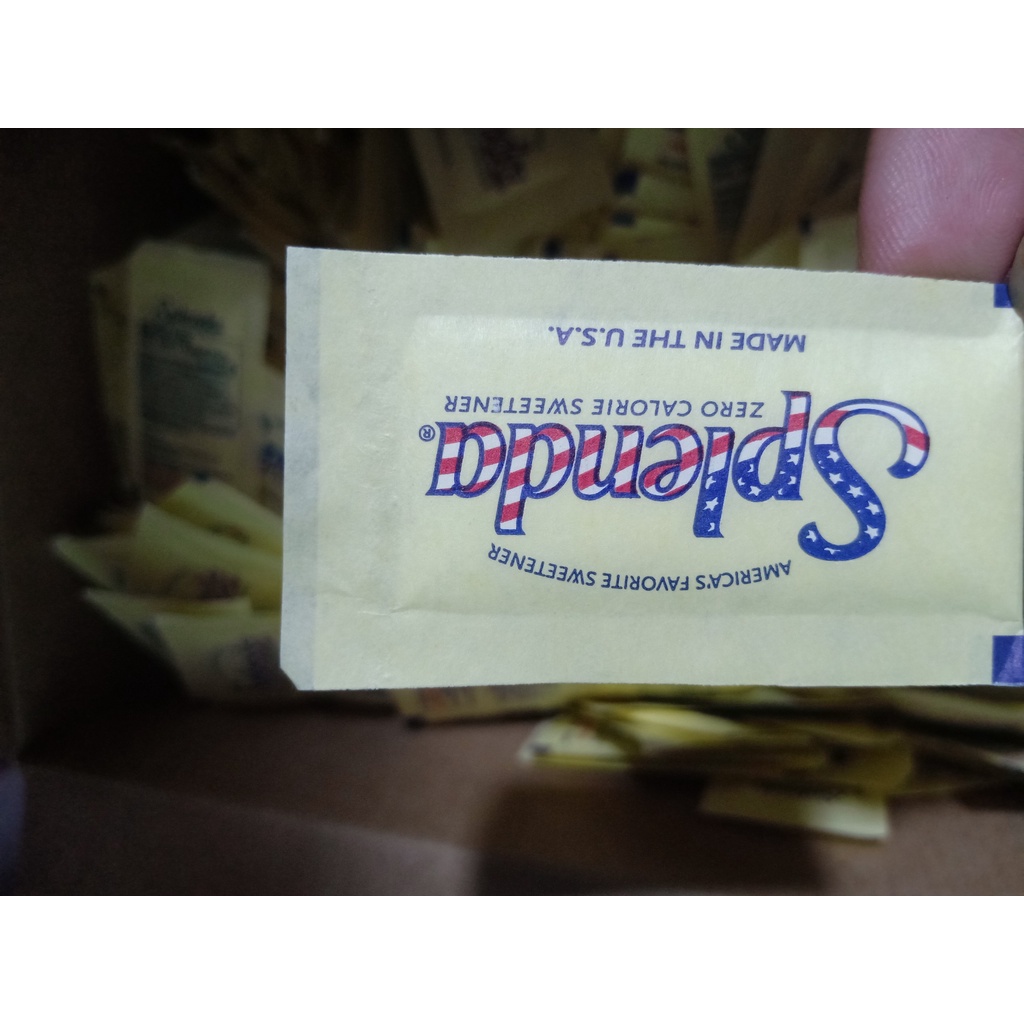 AMERICA'S FAVORITE SWEETENER
Splenda®
ZERO CALORIE SWEETENER
MADE IN THE U.S.A.